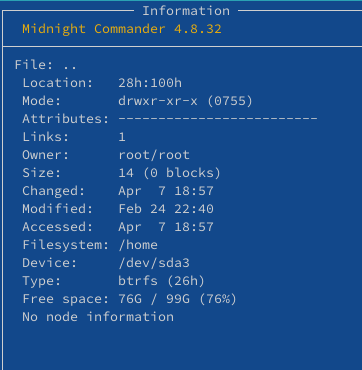 Information
Midnight Commander 4.8.32
File: ..
Location: 28h:100h
Mode: drwxr-xr-x (0755)
Attributes: -------------------------
Links: 1
Owner: root/root
Size: 14 (0 blocks)
Changed: Apr  7 18:57
Modified: Feb 24 22:40
Accessed: Apr  7 18:57
Filesystem: /home
Device: /dev/sda3
Type: btrfs (26h)
Free space: 76G / 99G (76%)
No node information